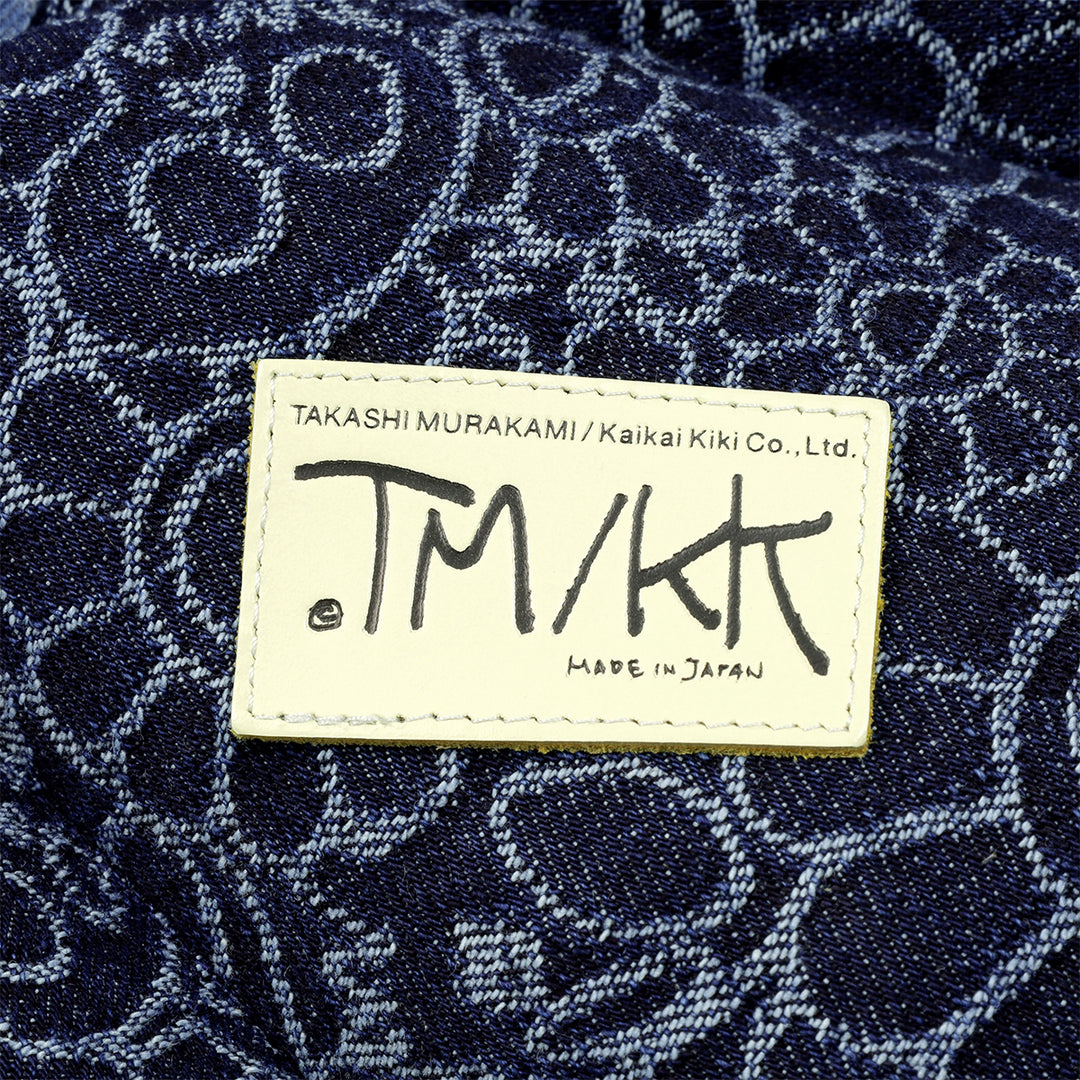 TAKASHI MURAKAMI/Kaikai Kiki Co.,Ltd.
©.TM/KK
MADE IN JAPAN